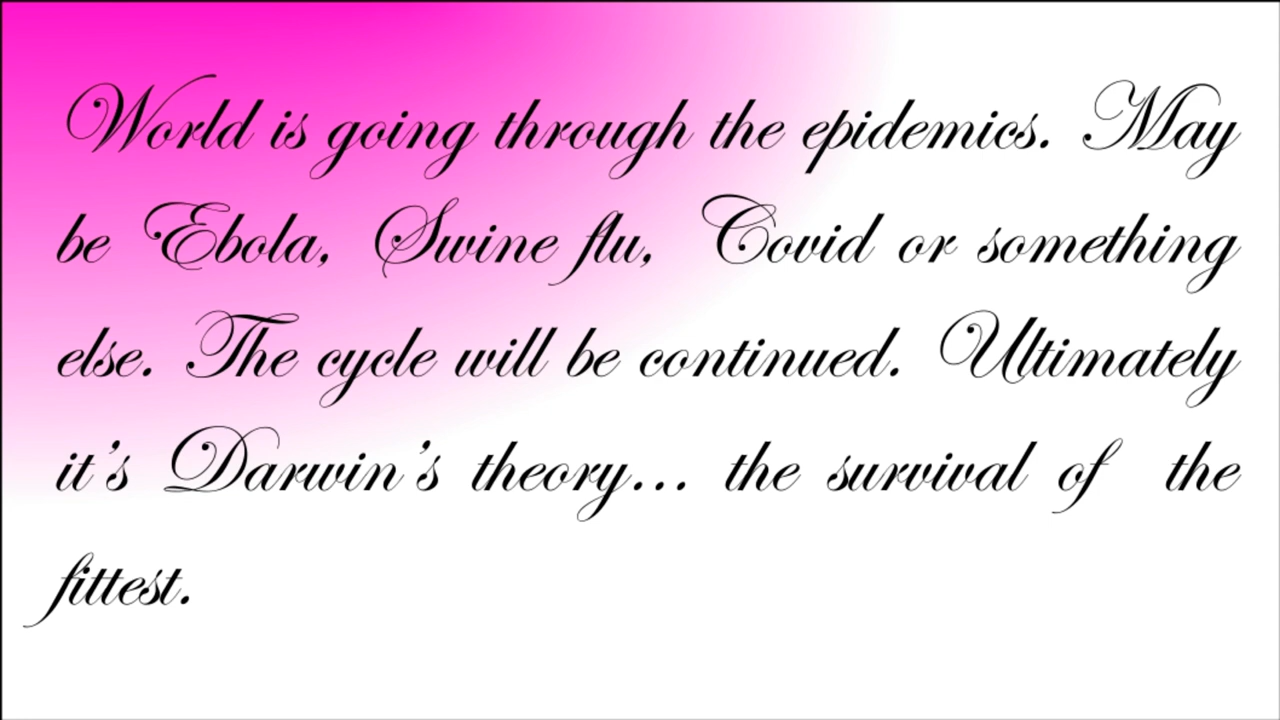 World is going through the epidemics. May
be Ebola, Swine flu, Covid or something
else. The cycle will be continued. Ultimately
it's Darwin's theory... the survival of the
fittest.